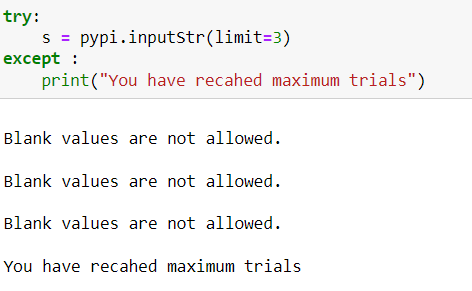 try:
    s = pypi.inputStr(limit=3)
except :
    print("You have recahed maximum trials")
Blank values are not allowed.
Blank values are not allowed.
Blank values are not allowed.
You have recahed maximum trials